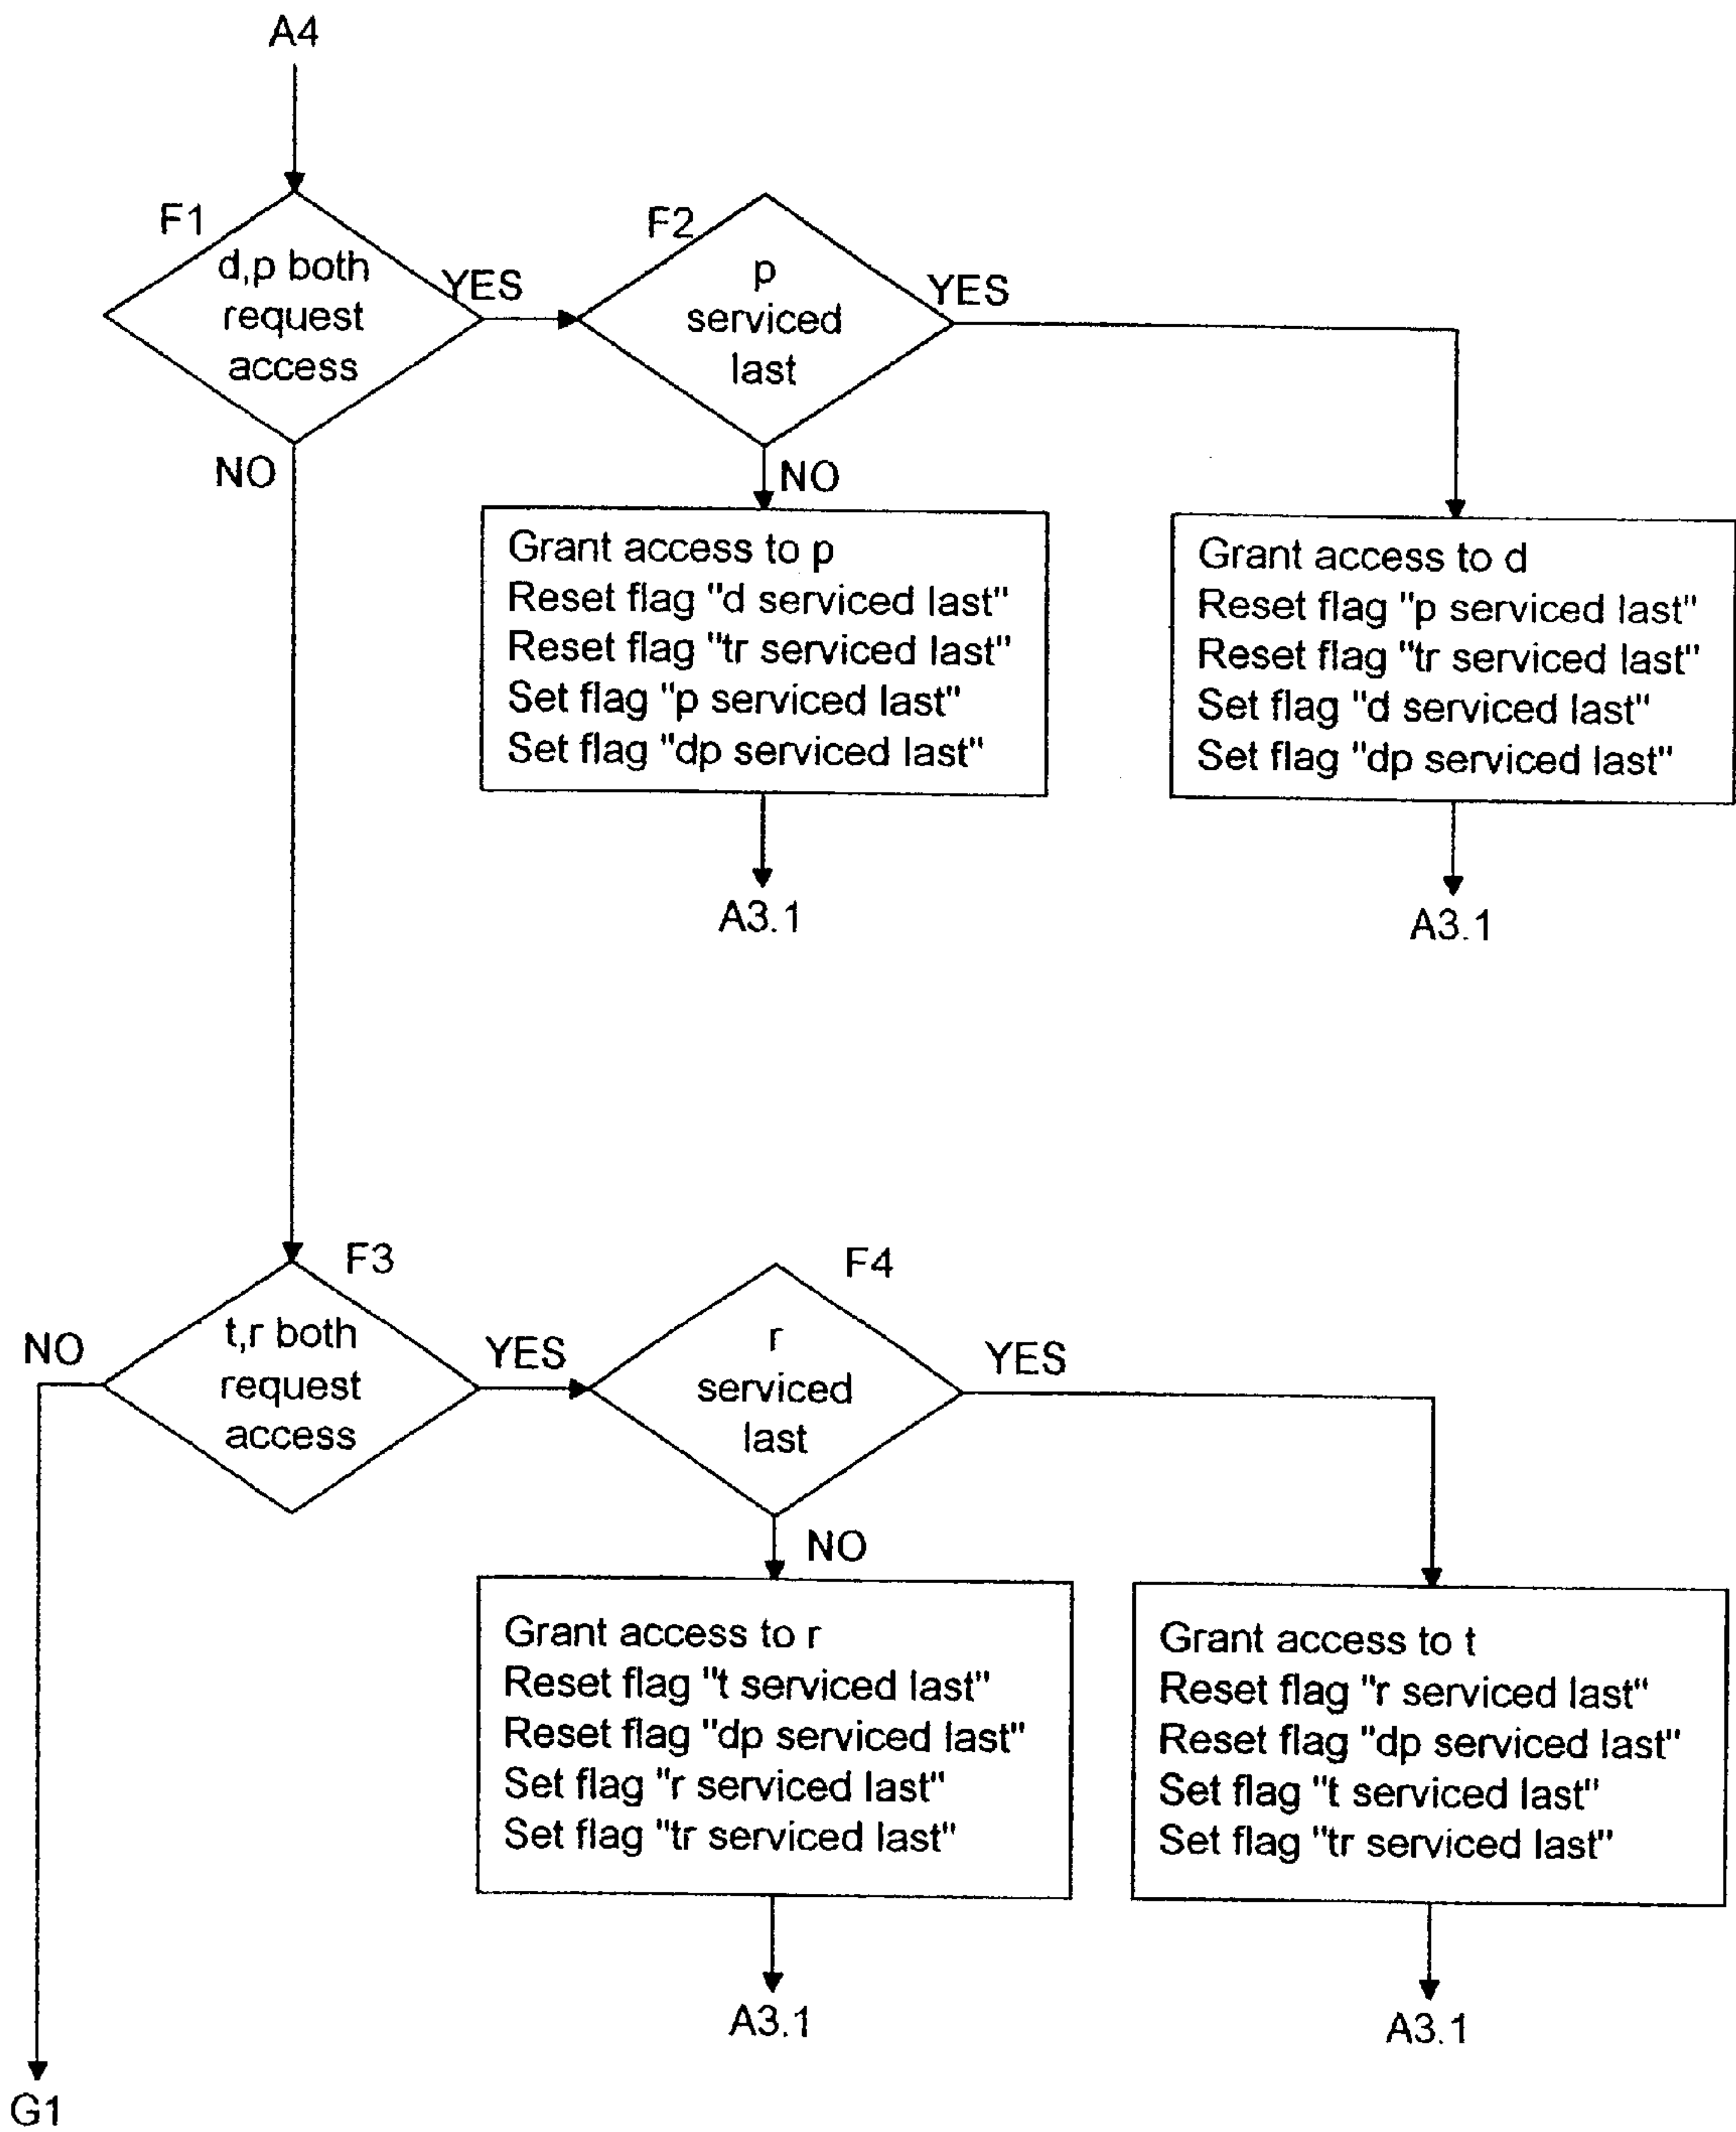 A4
F1
d,p both
request
access
YES
NO
F2
p
serviced
last
YES
NO
Grant access to p
Reset flag "d serviced last"
Reset flag "tr serviced last"
Set flag "p serviced last"
Set flag "dp serviced last"
A3.1
Grant access to d
Reset flag "p serviced last"
Reset flag "tr serviced last"
Set flag "d serviced last"
Set flag "dp serviced last"
A3.1
F3
t,r both
request
access
NO
YES
F4
r
serviced
last
YES
NO
Grant access to r
Reset flag "t serviced last"
Reset flag "dp serviced last"
Set flag "r serviced last"
Set flag "tr serviced last"
A3.1
Grant access to t
Reset flag "r serviced last"
Reset flag "dp serviced last"
Set flag "t serviced last"
Set flag "tr serviced last"
A3.1
G1